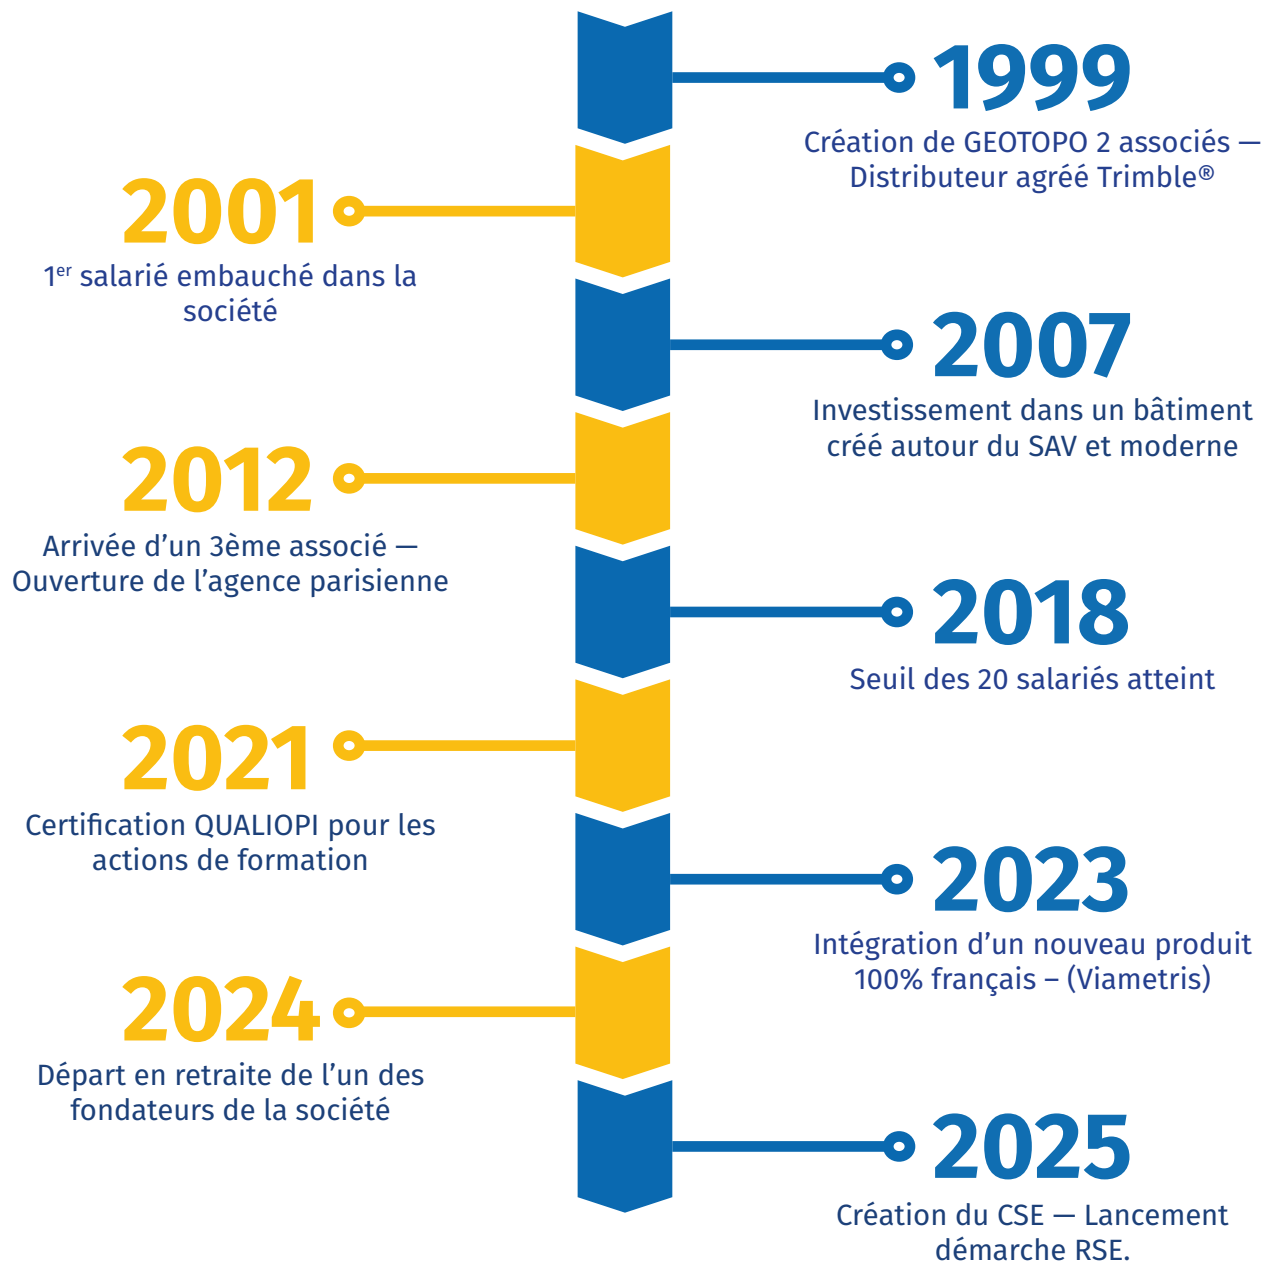 1999
Création de GEOTOPO 2 associés —
Distributeur agréé Trimble®
2001
1er salarié embauché dans la
société
2007
Investissement dans un bâtiment
créé autour du SAV et moderne
2012
Arrivée d’un 3ème associé —
Ouverture de l’agence parisienne
2018
Seuil des 20 salariés atteint
2021
Certification QUALIOPI pour les
actions de formation
2023
Intégration d’un nouveau produit
100% français – (Viametris)
2024
Départ en retraite de l’un des
fondateurs de la société
2025
Création du CSE — Lancement
démarche RSE.